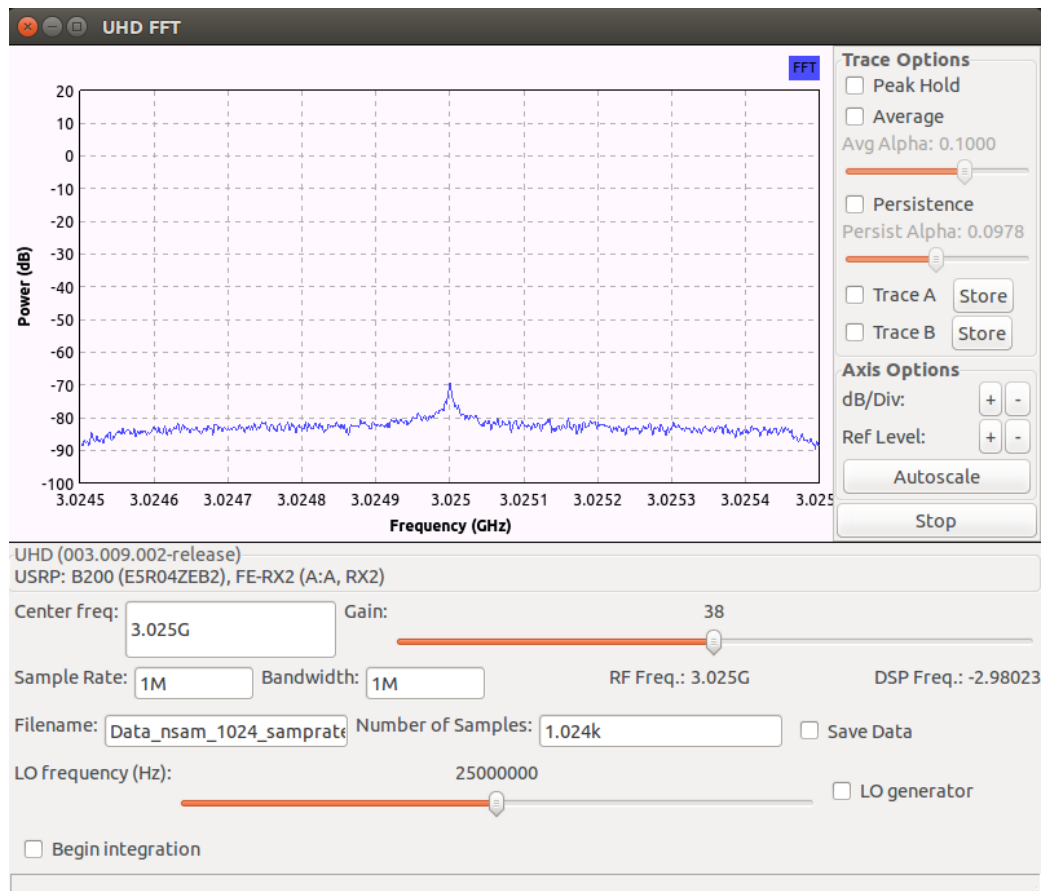 UHD FFT
FFT
Power (dB)
20
10
0
-10
-20
-30
-40
-50
-60
-70
-80
-90
-100
3.0245 3.0246 3.0247 3.0248 3.0249 3.025 3.0251 3.0252 3.0253 3.0254 3.025
Frequency (GHz)
Trace Options
Peak Hold
Average
Avg Alpha: 0.1000
Persistence
Persist Alpha: 0.0978
Trace A Store
Trace B Store
Axis Options
dB/Div: + -
Ref Level: + -
Autoscale
Stop
UHD (003.009.002-release)
USRP: B200 (E5R04ZEB2), FE-RX2 (A:A, RX2)
Center freq: 3.025G Gain: 38
Sample Rate: 1M Bandwidth: 1M RF Freq.: 3.025G DSP Freq.: -2.98023
Filename: Data_nsam_1024_samprate Number of Samples: 1.024k Save Data
LO frequency (Hz): 25000000 LO generator
Begin integration